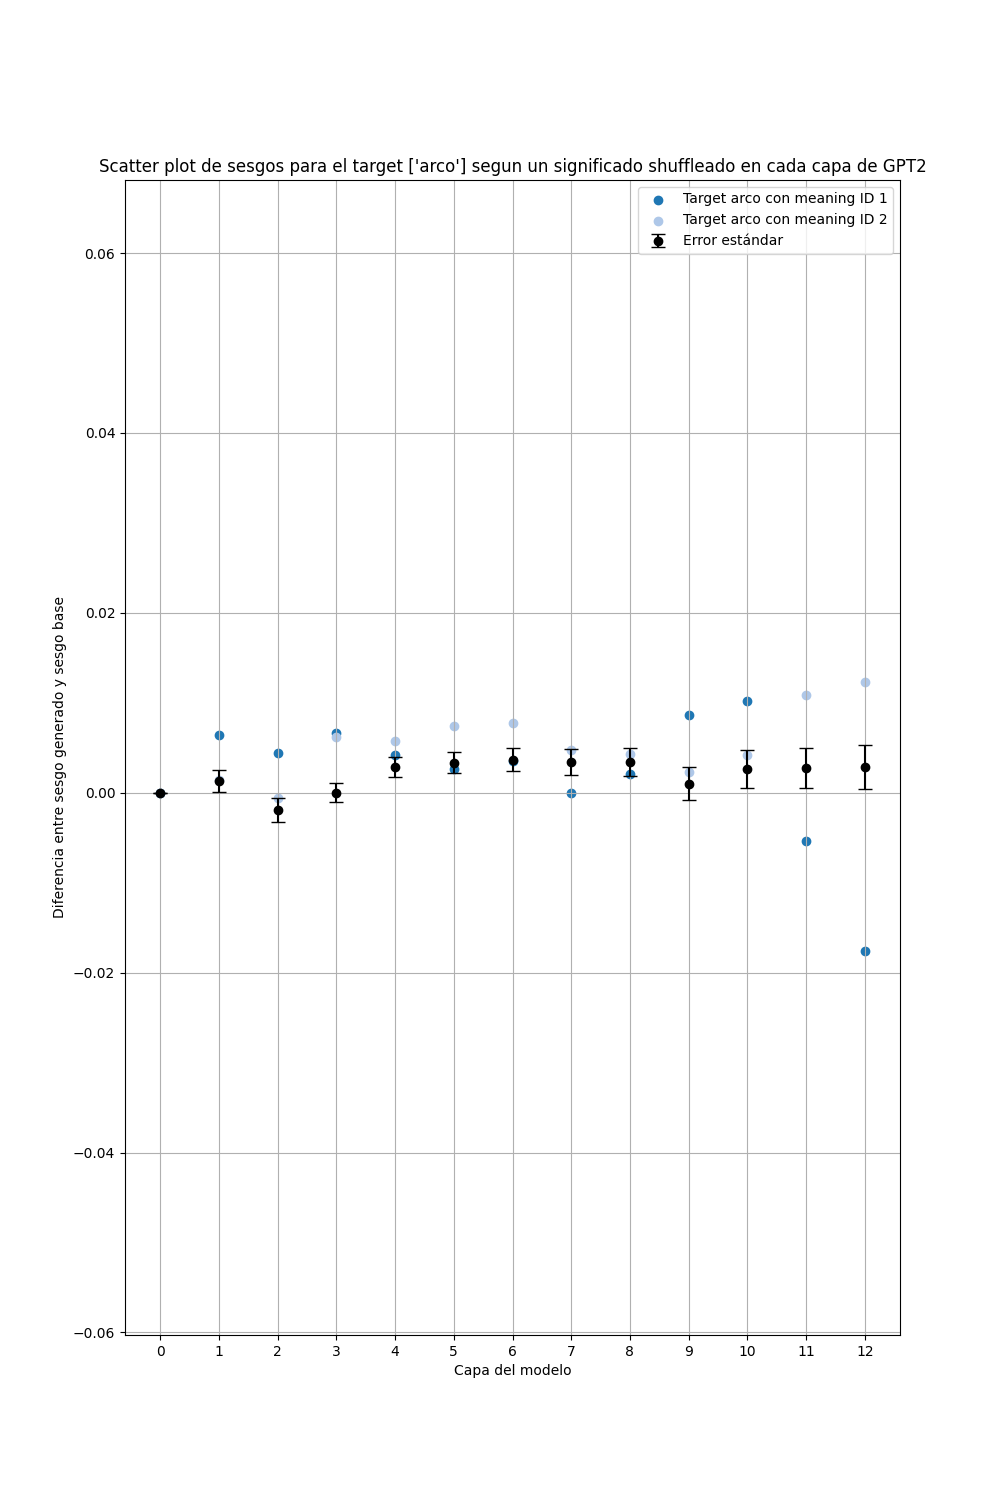 Scatter plot de sesgos para el target ['arco'] segun un significado shuffleado en cada capa de GPT2
Target arco con meaning ID 1
Target arco con meaning ID 2
Error estándar
0.06
0.04
0.02
0.00
−0.02
−0.04
−0.06
Diferencia entre sesgo generado y sesgo base
0 1 2 3 4 5 6 7 8 9 10 11 12
Capa del modelo